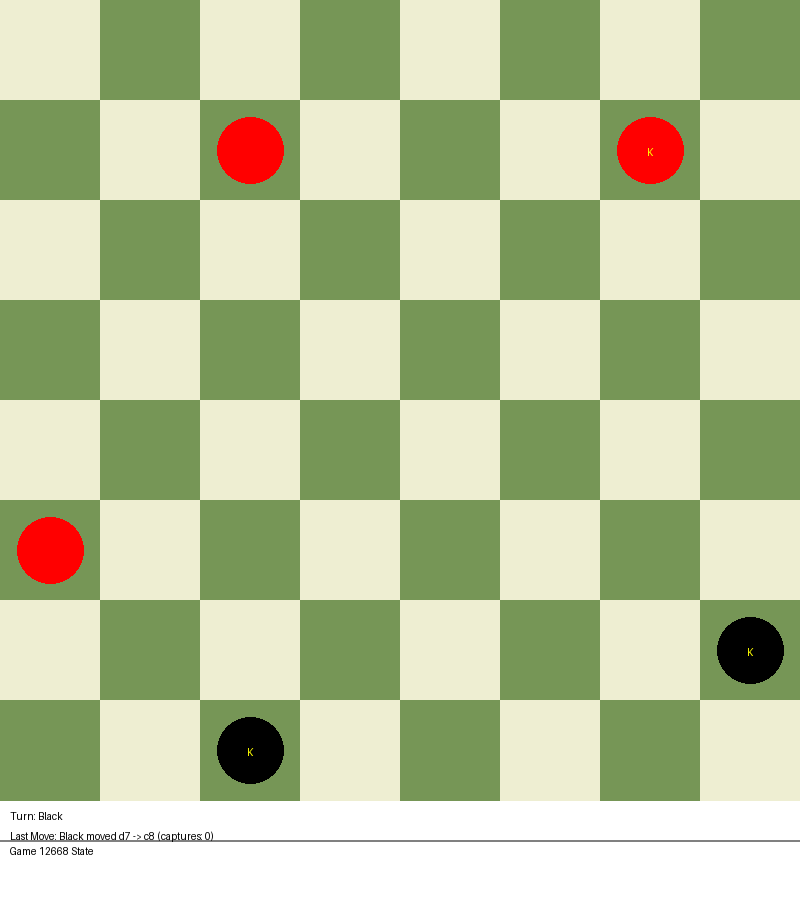 K
K
K
Turn: Black
Last Move: Black moved d7 -> c8 (captures: 0)
Game 12668 State